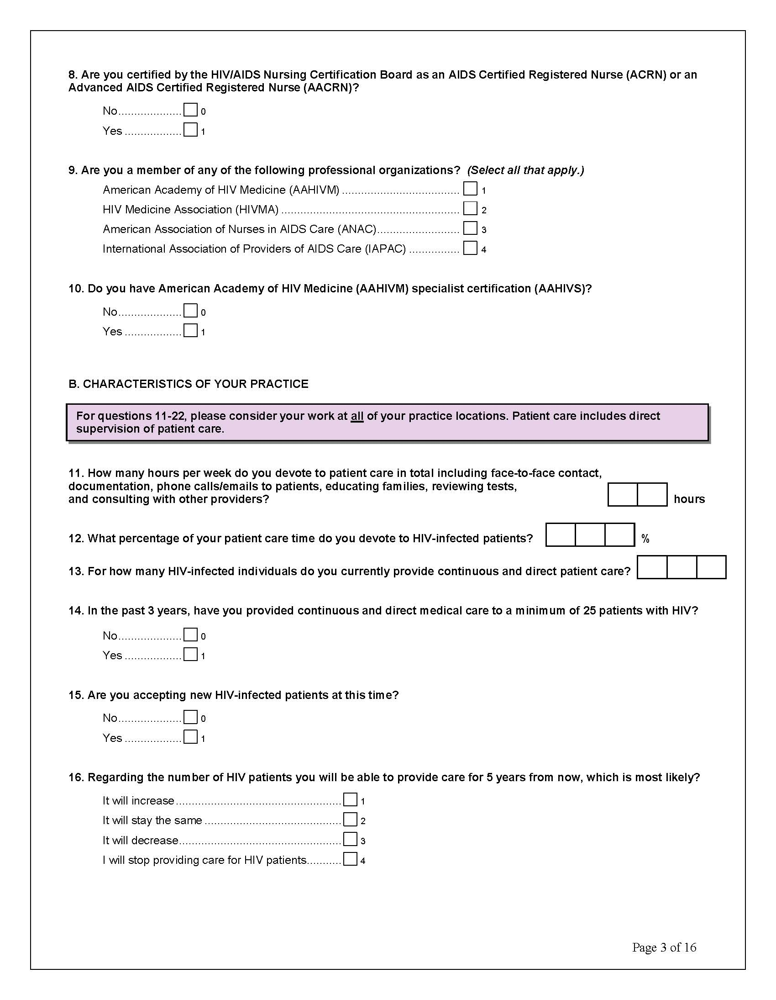 8. Are you certified by the HIV/AIDS Nursing Certification Board as an AIDS Certified Registered Nurse (ACRN) or an
Advanced AIDS Certified Registered Nurse (AACRN)?
No.................... 0
Yes .................. 1
9. Are you a member of any of the following professional organizations? (Select all that apply.)
American Academy of HIV Medicine (AAHIVM) ..................................... 1
HIV Medicine Association (HIVMA) ........................................................ 2
American Association of Nurses in AIDS Care (ANAC).......................... 3
International Association of Providers of AIDS Care (IAPAC) ................ 4
10. Do you have American Academy of HIV Medicine (AAHIVM) specialist certification (AAHIVS)?
No.................... 0
Yes .................. 1
B. CHARACTERISTICS OF YOUR PRACTICE
For questions 11-22, please consider your work at all of your practice locations. Patient care includes direct
supervision of patient care.
11. How many hours per week do you devote to patient care in total including face-to-face contact,
documentation, phone calls/emails to patients, educating families, reviewing tests,
and consulting with other providers? hours
12. What percentage of your patient care time do you devote to HIV-infected patients? %
13. For how many HIV-infected individuals do you currently provide continuous and direct patient care?
14. In the past 3 years, have you provided continuous and direct medical care to a minimum of 25 patients with HIV?
No.................... 0
Yes .................. 1
15. Are you accepting new HIV-infected patients at this time?
No.................... 0
Yes .................. 1
16. Regarding the number of HIV patients you will be able to provide care for 5 years from now, which is most likely?
It will increase.................................................... 1
It will stay the same ........................................... 2
It will decrease................................................... 3
I will stop providing care for HIV patients........... 4
Page 3 of 16